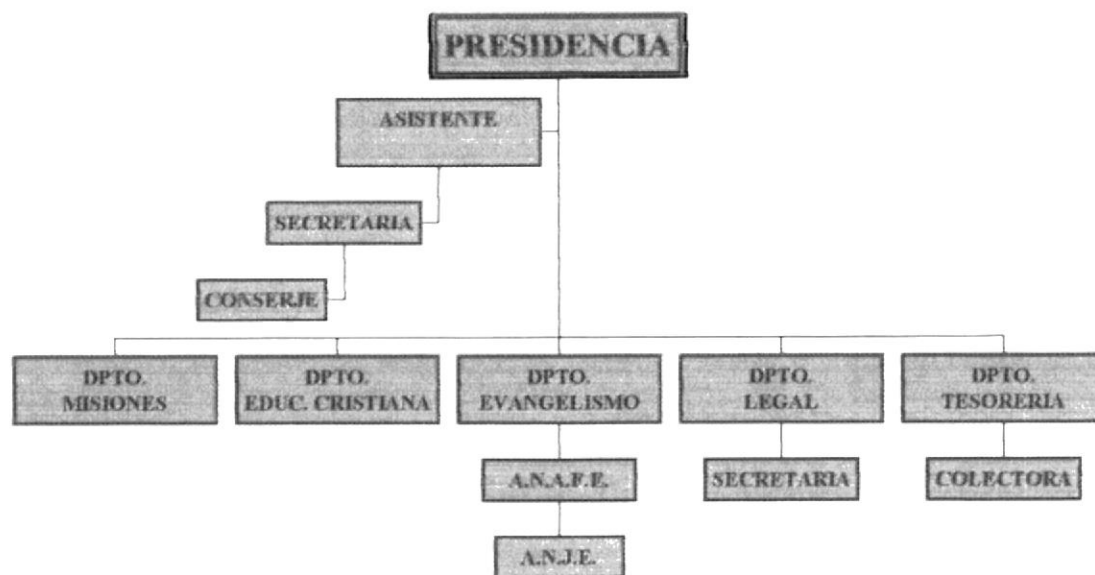 PRESIDENCIA
ASISTENTE
SECRETARIA
CONSERJE
DPTO.
MISIONES
DPTO.
EDUC. CRISTIANA
DPTO.
EVANGELISMO
DPTO.
LEGAL
DPTO.
TESORERIA
A.N.A.F.E.
SECRETARIA
COLECTORA
A.N.J.E.